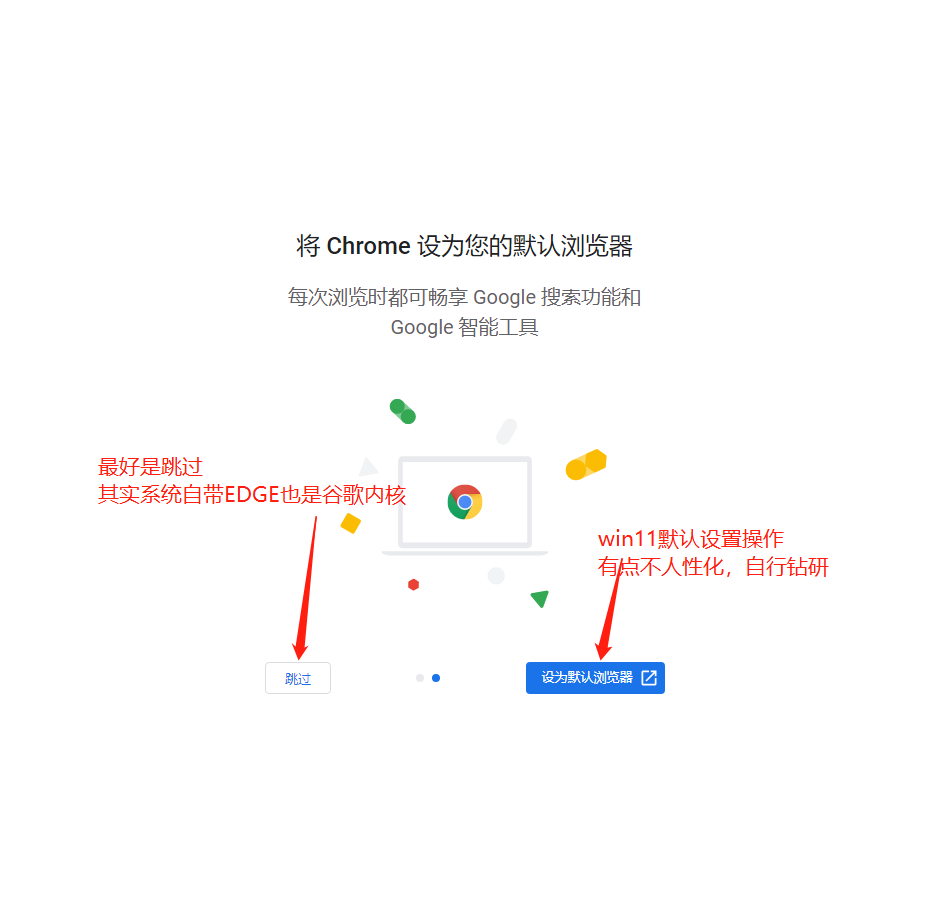 将 Chrome 设为您的默认浏览器
每次浏览时都可畅享 Google 搜索功能和
Google 智能工具
最好是跳过
其实系统自带EDGE也是谷歌内核
win11默认设置操作
有点不人性化，自行钻研
跳过
设为默认浏览器